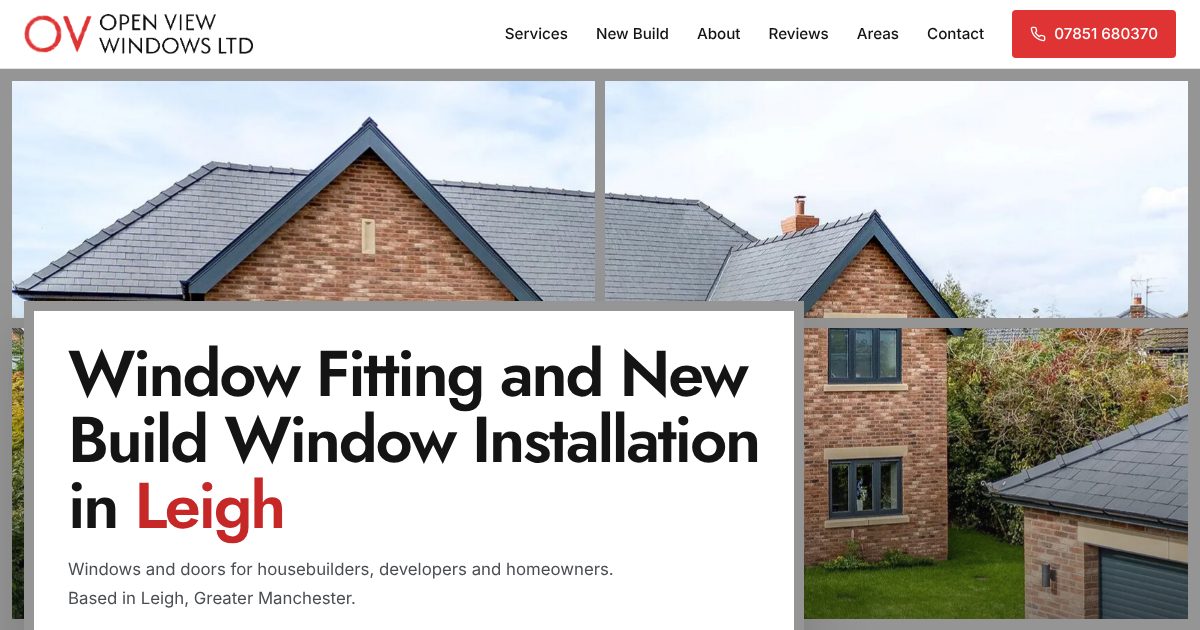 OV OPEN VIEW
WINDOWS LTD
Services New Build About Reviews Areas Contact 07851 680370
Window Fitting and New
Build Window Installation
in Leigh
Windows and doors for housebuilders, developers and homeowners.
Based in Leigh, Greater Manchester.